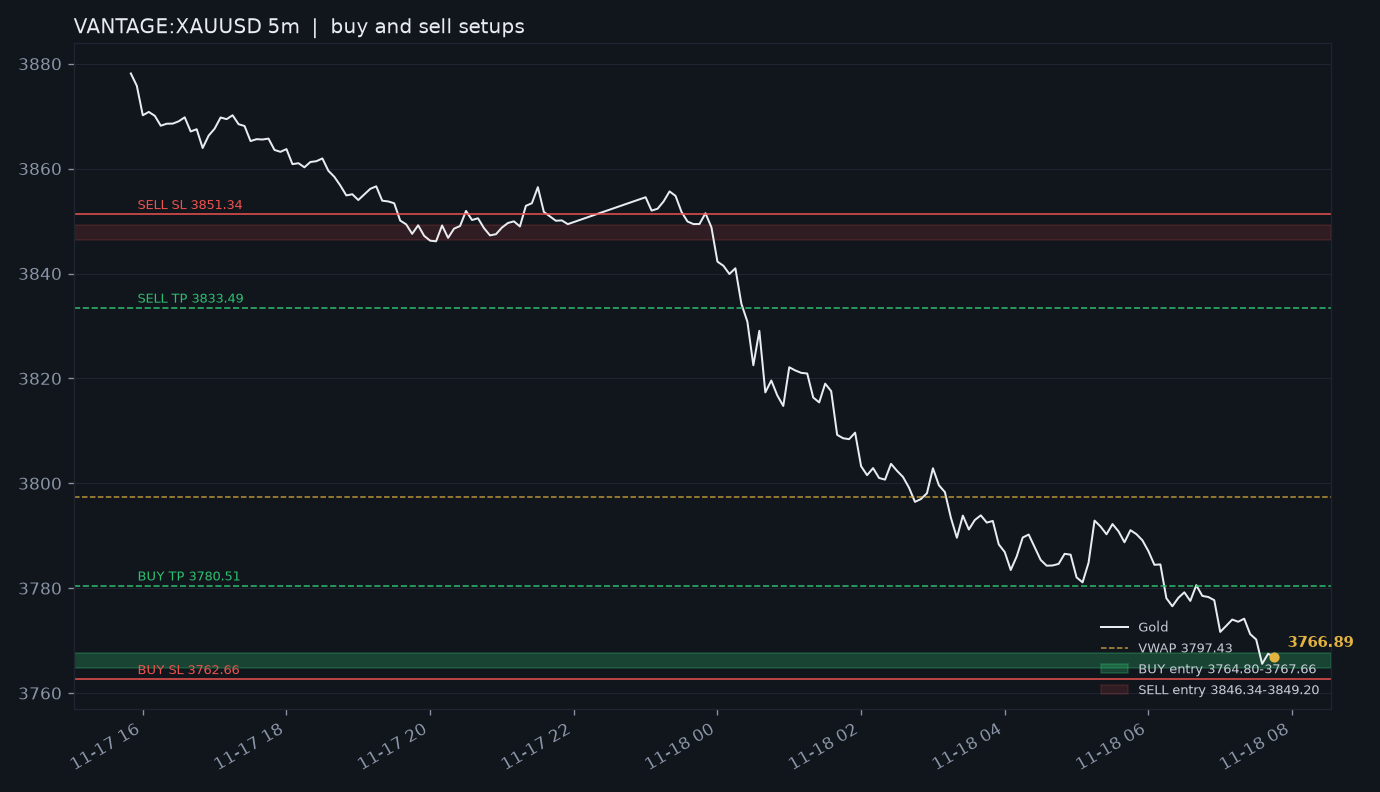 VANTAGE:XAUUSD 5m | buy and sell setups
3880
3860
SELL SL 3851.34
3840
SELL TP 3833.49
3820
3800
BUY TP 3780.51
3780
Gold
3766.89
VWAP 3797.43
BUY SL 3762.66
BUY entry 3764.80-3767.66
3760
SELL entry 3846.34-3849.20
11-17 16
11-17 18
11-17 20
11-17 22
11-18 00
11-18 02
11-18 04
11-18 06
11-18 08